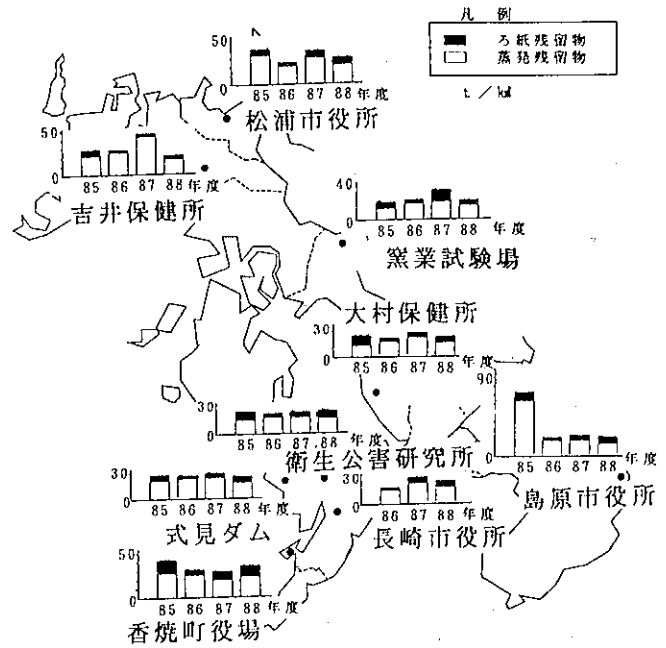 凡 例
ろ紙残留物
蒸発残留物
t／㎢
50
0
85 86 87 88 年度
松浦市役所
50
0
85 86 87 88 年度
吉井保健所
40
0
85 86 87 88 年度
窯業試験場
大村保健所
30
0
85 86 87 88 年度
90
0
85 86 87 88 年度
島原市役所
30
0
85 86 87 88 年度
衛生公害研究所
30
0
85 86 87 88 年度
式見ダム
30
0
86 87 88 年度
長崎市役所
50
0
85 86 87 88 年度
香焼町役場